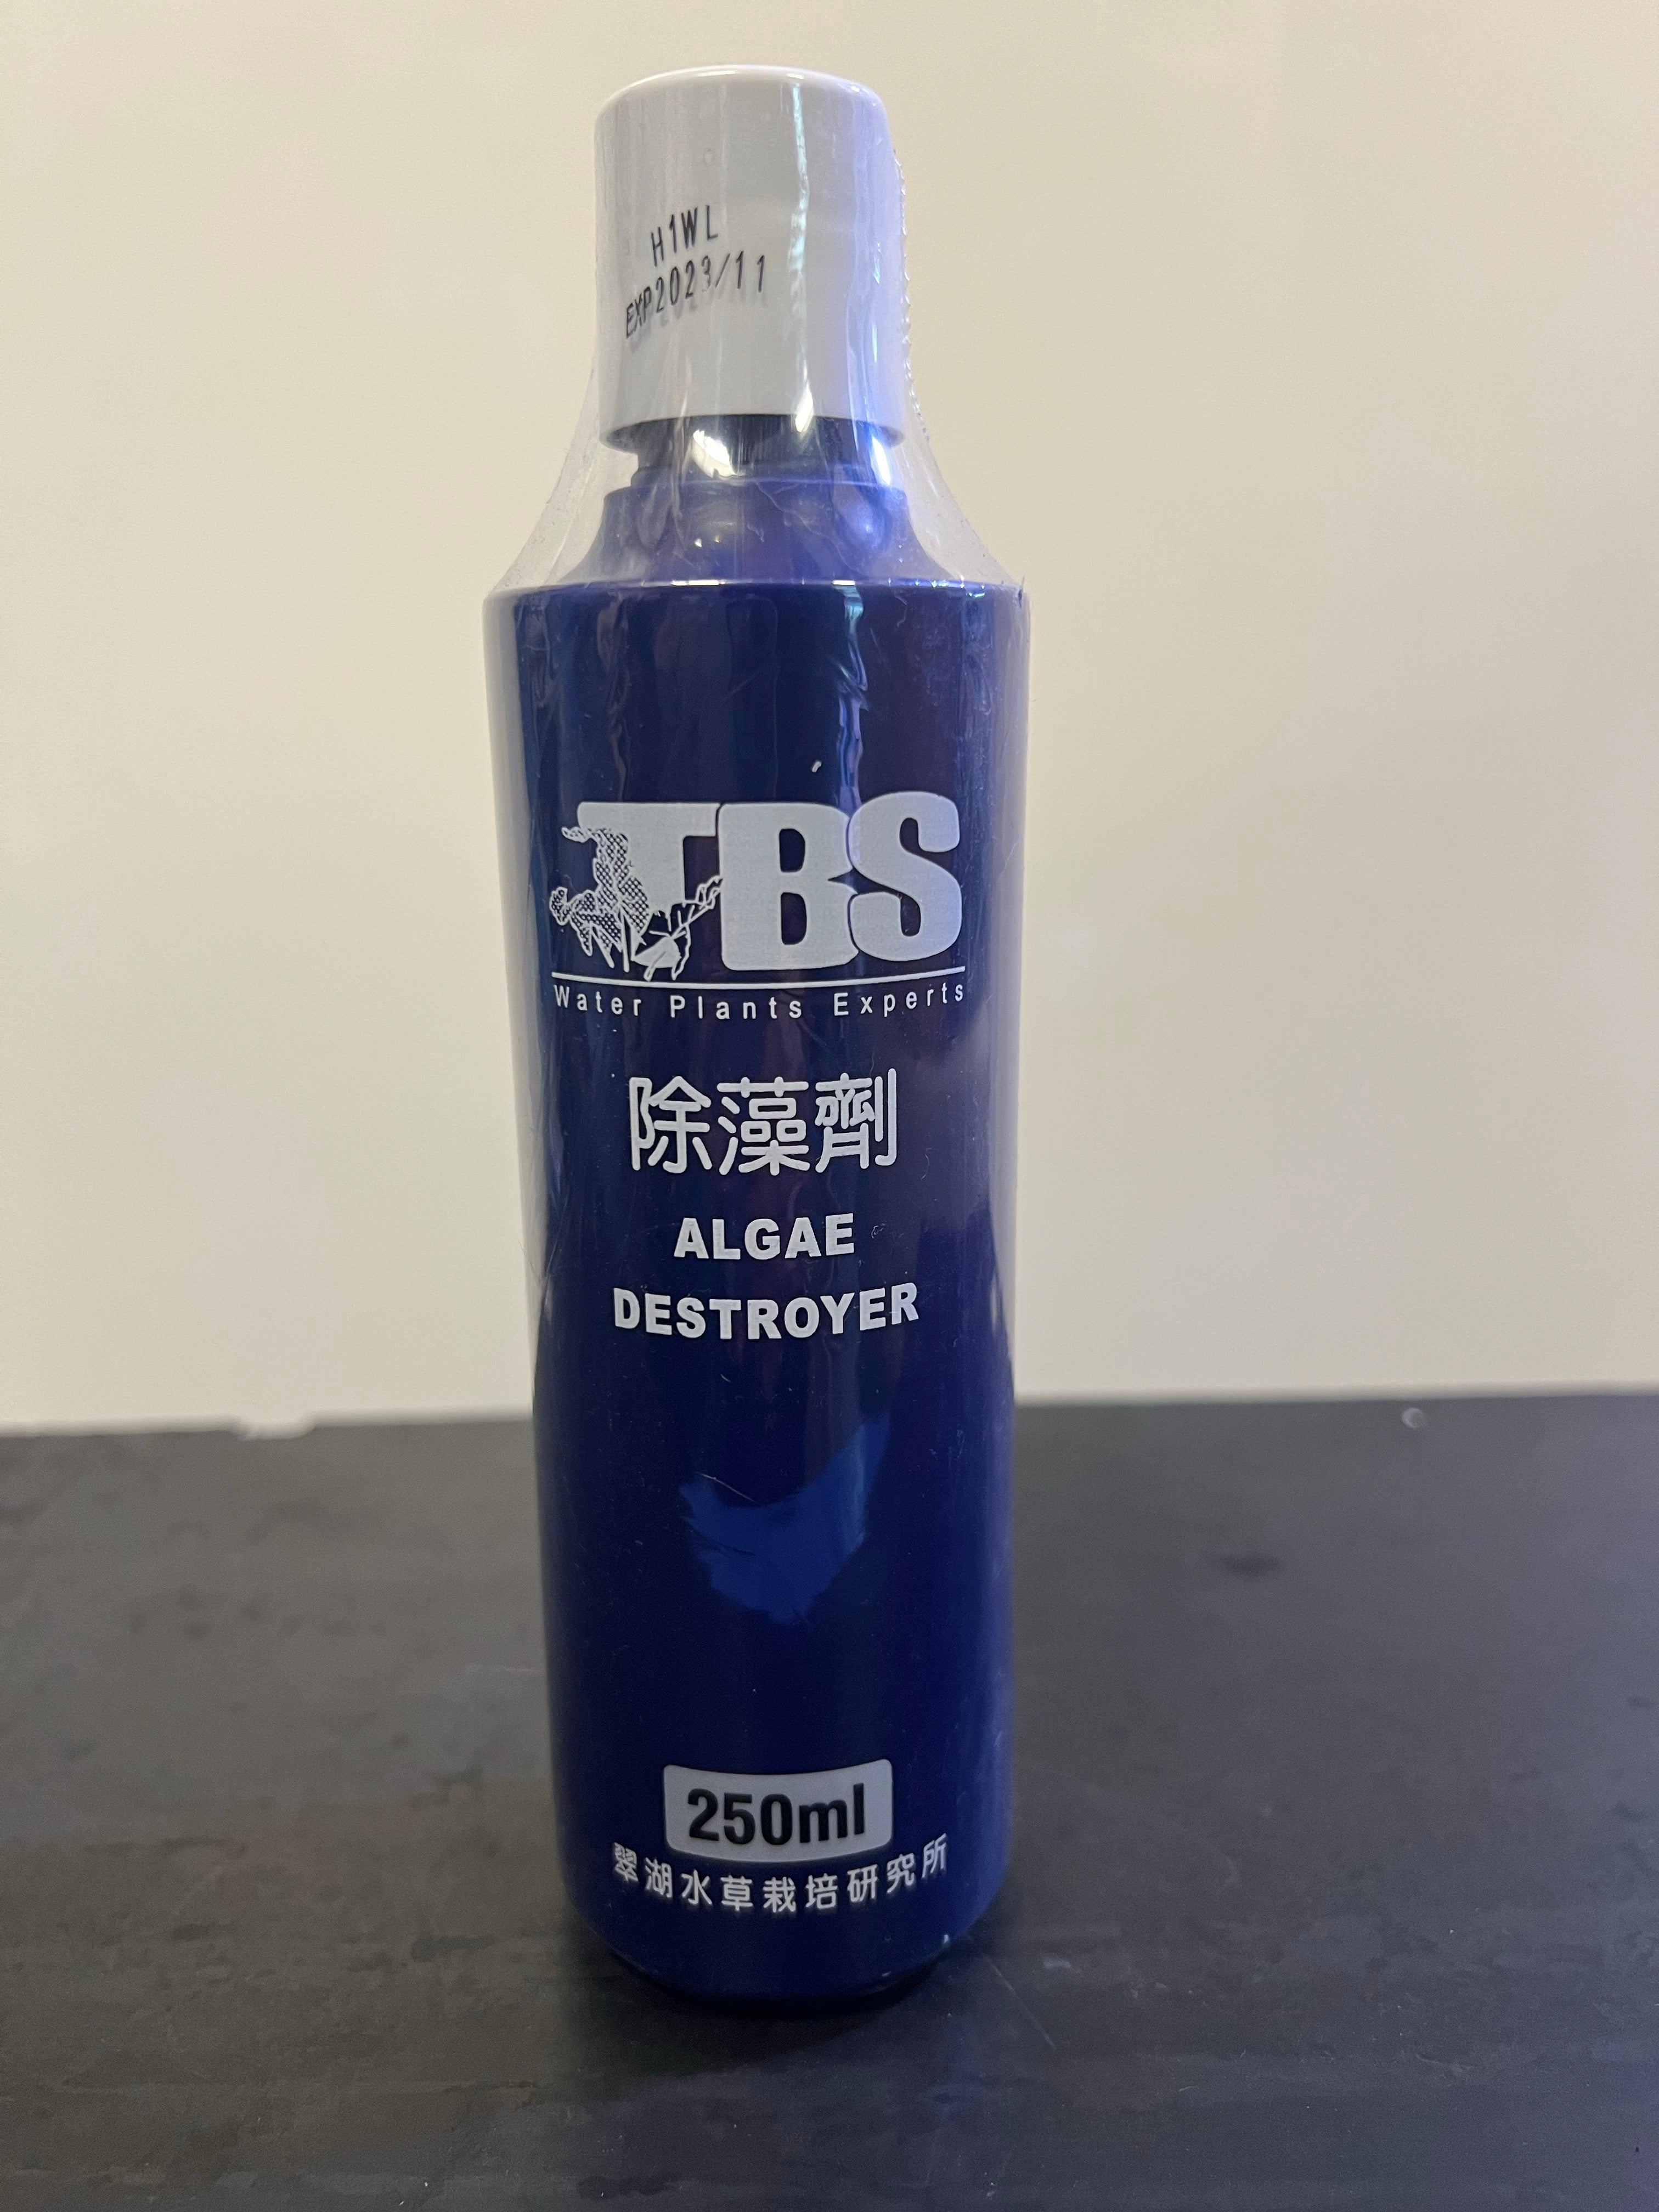 H1WL
EXP2023/11
TBS
Water Plants Experts
除藻劑
ALGAE
DESTROYER
250ml
翠湖水草栽培研究所